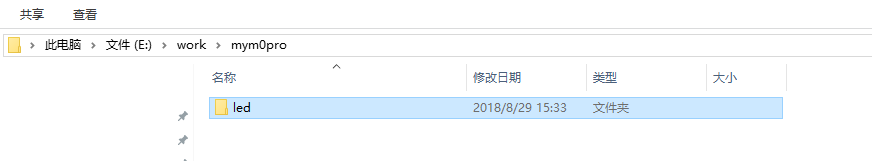 共享 查看
此电脑 文件 (E:) work mym0pro
名称 修改日期 类型 大小
led 2018/8/29 15:33 文件夹